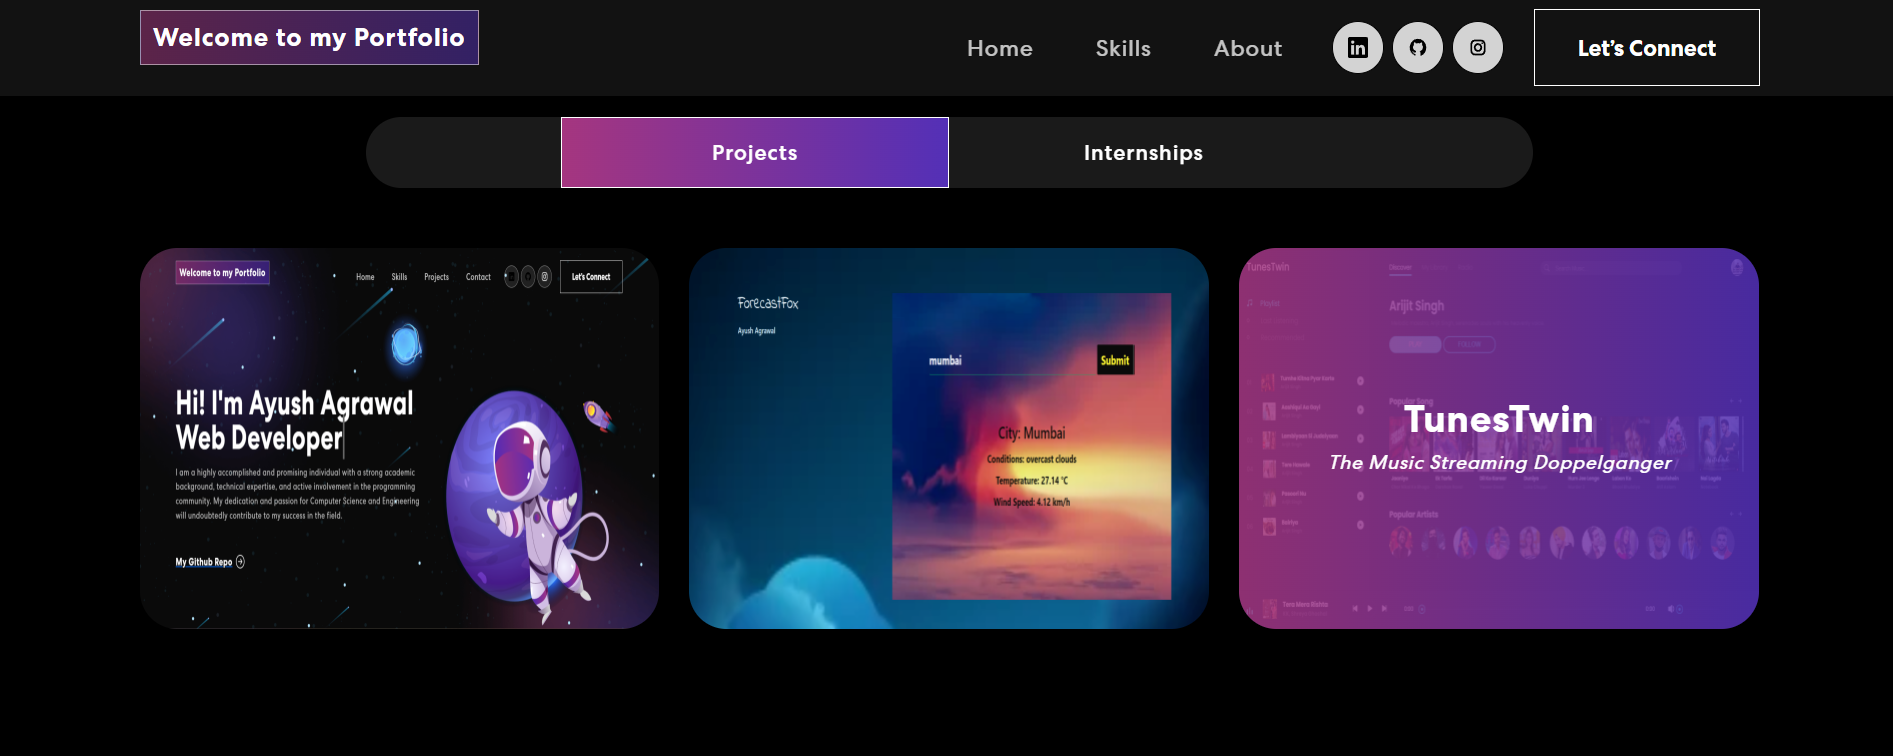 Welcome to my Portfolio
Home Skills About
Let's Connect
Projects Internships
Welcome to my Portfolio
Home Skills Projects Contact
Let's Connect
Hi! I'm Ayush Agrawal
Web Developer
I am a highly accomplished and promising individual with a strong academic
background, technical expertise, and active involvement in the programming
community. My dedication and passion for Computer Science and Engineering
will undoubtedly contribute to my success in the field.
My Github Repo
ForecastFox
Ayush Agrawal
mumbai
Submit
City: Mumbai
Conditions: overcast clouds
Temperature: 27.14 °C
Wind Speed: 4.12 km/h
TunesTwin
Discover
Arijit Singh
FOLLOW
Popular Song
TunesTwin
The Music Streaming Doppelganger
Popular Artists